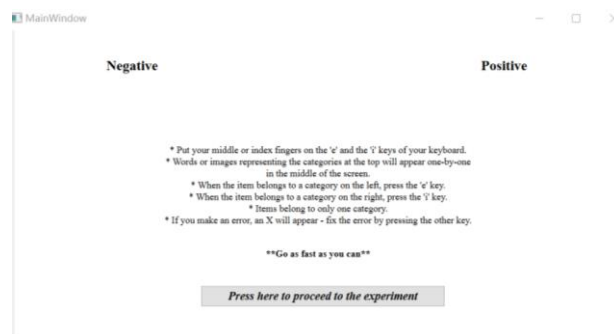 MainWindow
Negative
Positive
* Put your middle or index fingers on the 'e' and the 'i' keys of your keyboard.
* Words or images representing the categories at the top will appear one-by-one
in the middle of the screen.
* When the item belongs to a category on the left, press the 'e' key.
* When the item belongs to a category on the right, press the 'i' key.
* Items belong to only one category.
* If you make an error, an X will appear - fix the error by pressing the other key.
**Go as fast as you can**
Press here to proceed to the experiment